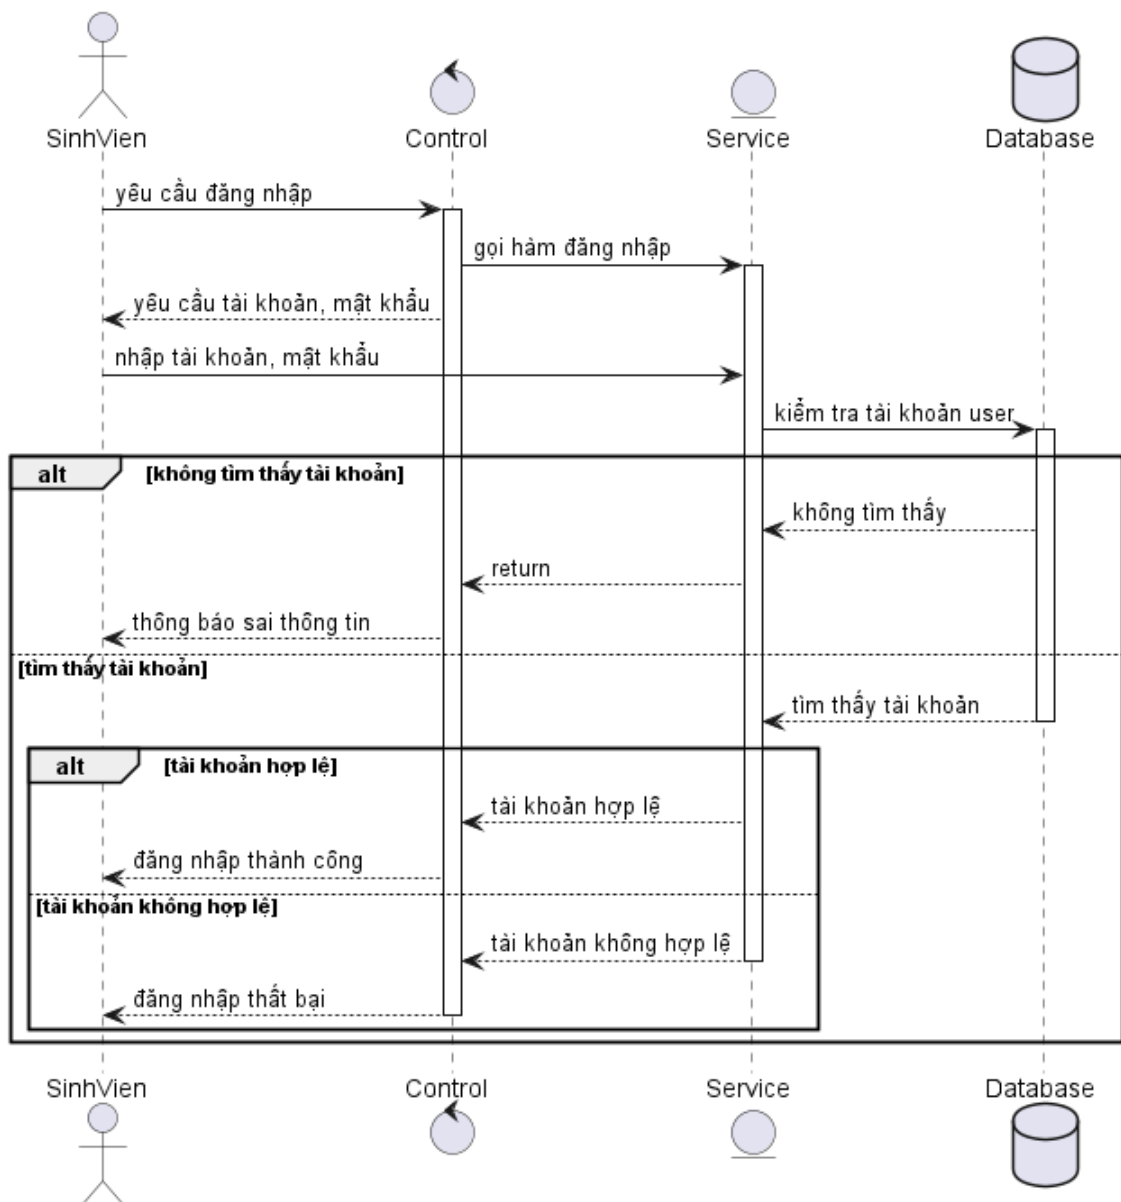 SinhVien Control Service Database
yêu cầu đăng nhập
gọi hàm đăng nhập
yêu cầu tài khoản, mật khẩu
nhập tài khoản, mật khẩu
kiểm tra tài khoản user
alt [không tìm thấy tài khoản]
không tìm thấy
return
thông báo sai thông tin
[tìm thấy tài khoản]
tìm thấy tài khoản
alt [tài khoản hợp lệ]
tài khoản hợp lệ
đăng nhập thành công
[tài khoản không hợp lệ]
tài khoản không hợp lệ
đăng nhập thất bại
SinhVien Control Service Database